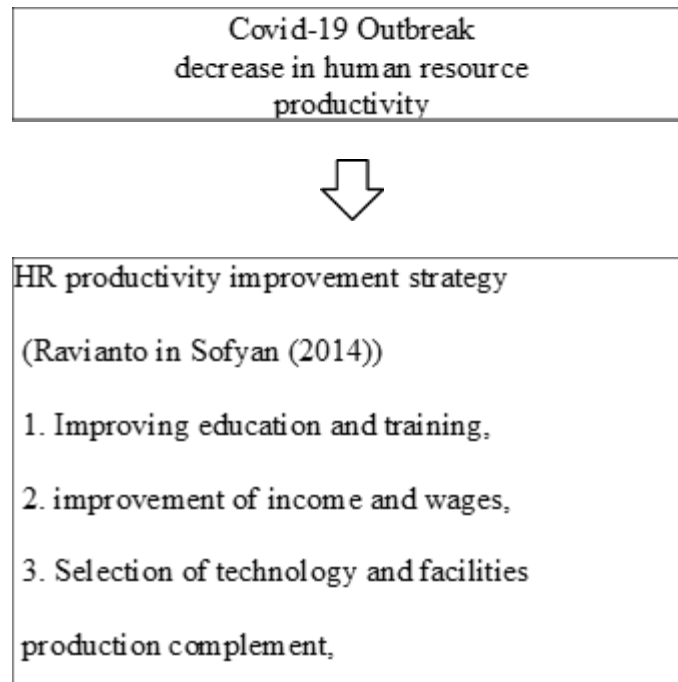 Covid-19 Outbreak
decrease in human resource
productivity
HR productivity improvement strategy
(Ravianto in Sofyan (2014))
1. Improving education and training,
2. improvement of income and wages,
3. Selection of technology and facilities
production complement,